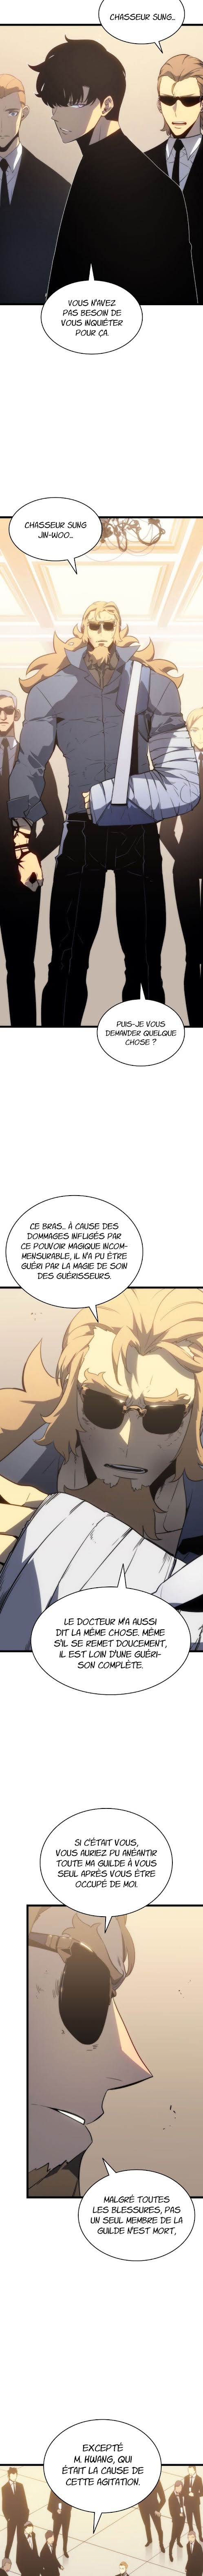 CHASSEUR SUNG...
VOUS N'AVEZ
PAS BESOIN DE
VOUS INQUIÉTER
POUR ÇA.
CHASSEUR SUNG
JIN-WOO...
PUIS-JE VOUS
DEMANDER QUELQUE
CHOSE ?
CE BRAS... À CAUSE DES
DOMMAGES INFLIGÉS PAR
CE POUVOIR MAGIQUE INCOM-
MENSURABLE, IL N'A PU ÊTRE
GUÉRI PAR LA MAGIE DE SOIN
DES GUÉRISSEURS.
LE DOCTEUR M'A AUSSI
DIT LA MÊME CHOSE. MÊME
S'IL SE REMET DOUCEMENT,
IL EST LOIN D'UNE GUÉRI-
SON COMPLÈTE.
SI C'ÉTAIT VOUS,
VOUS AURIEZ PU ANÉANTIR
TOUTE MA GUILDE À VOUS
SEUL APRÈS VOUS ÊTRE
OCCUPÉ DE MOI.
MALGRÉ TOUTES
LES BLESSURES, PAS
UN SEUL MEMBRE DE LA
GUILDE N'EST MORT,
EXCEPTÉ
M. HWANG, QUI
ÉTAIT LA CAUSE DE
CETTE AGITATION.